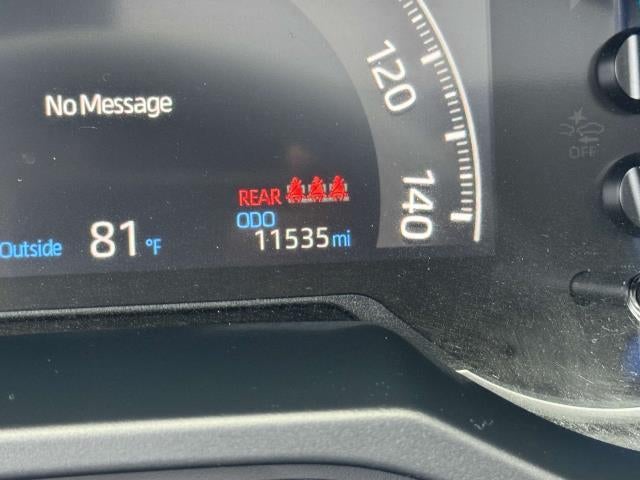 120
No Message
140
REAR
ODO
Outside 81 °F
11535 mi
OFF